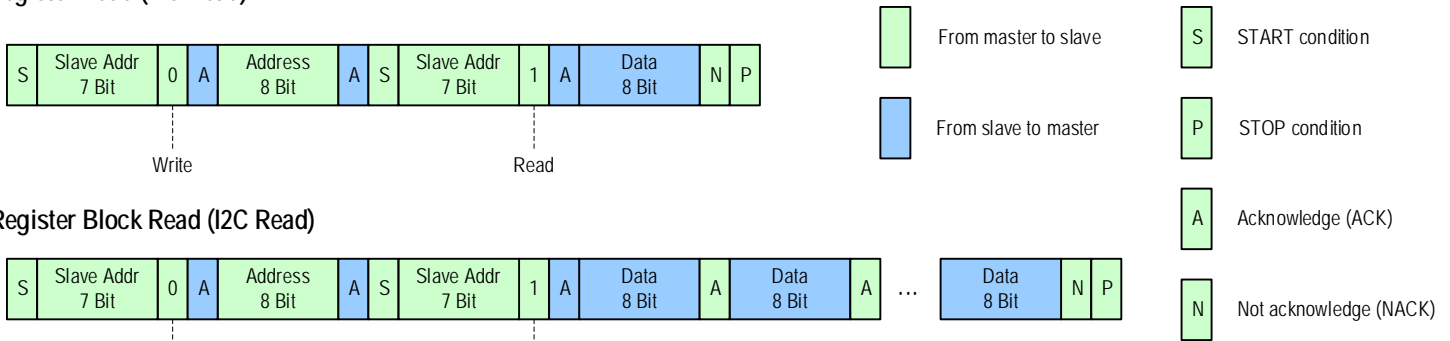 S Slave Addr 7 Bit 0 A Address 8 Bit A S Slave Addr 7 Bit 1 A Data 8 Bit N P
Write Read
Register Block Read (I2C Read)
S Slave Addr 7 Bit 0 A Address 8 Bit A S Slave Addr 7 Bit 1 A Data 8 Bit A Data 8 Bit A ... Data 8 Bit N P
From master to slave
From slave to master
S START condition
P STOP condition
A Acknowledge (ACK)
N Not acknowledge (NACK)